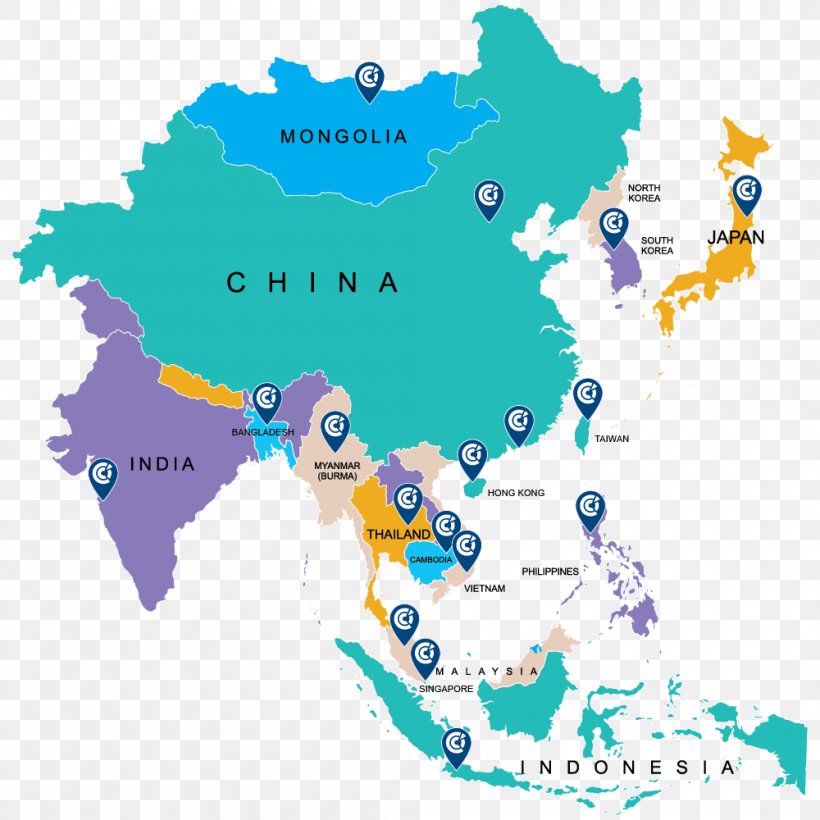 MONGOLIA
NORTH
KOREA
SOUTH
KOREA
JAPAN
CHINA
BANGLADESH
TAIWAN
INDIA
MYANMAR
(BURMA)
HONG KONG
THAILAND
CAMBODIA
PHILIPPINES
VIETNAM
MALAYSIA
SINGAPORE
INDONESIA